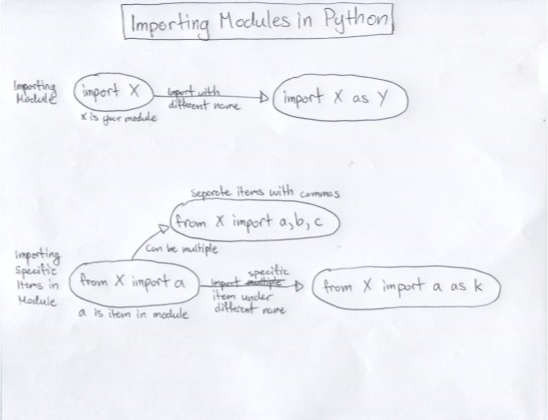 Importing Modules in Python
Importing
Module
import X
Import with
different name
import X as Y
X is your module
Separate items with commas
from X import a,b,c
Can be multiple
Importing
Specific
Items in
Module
from X import a
specific
Import multiple
item under
different name
from X import a as k
a is item in module